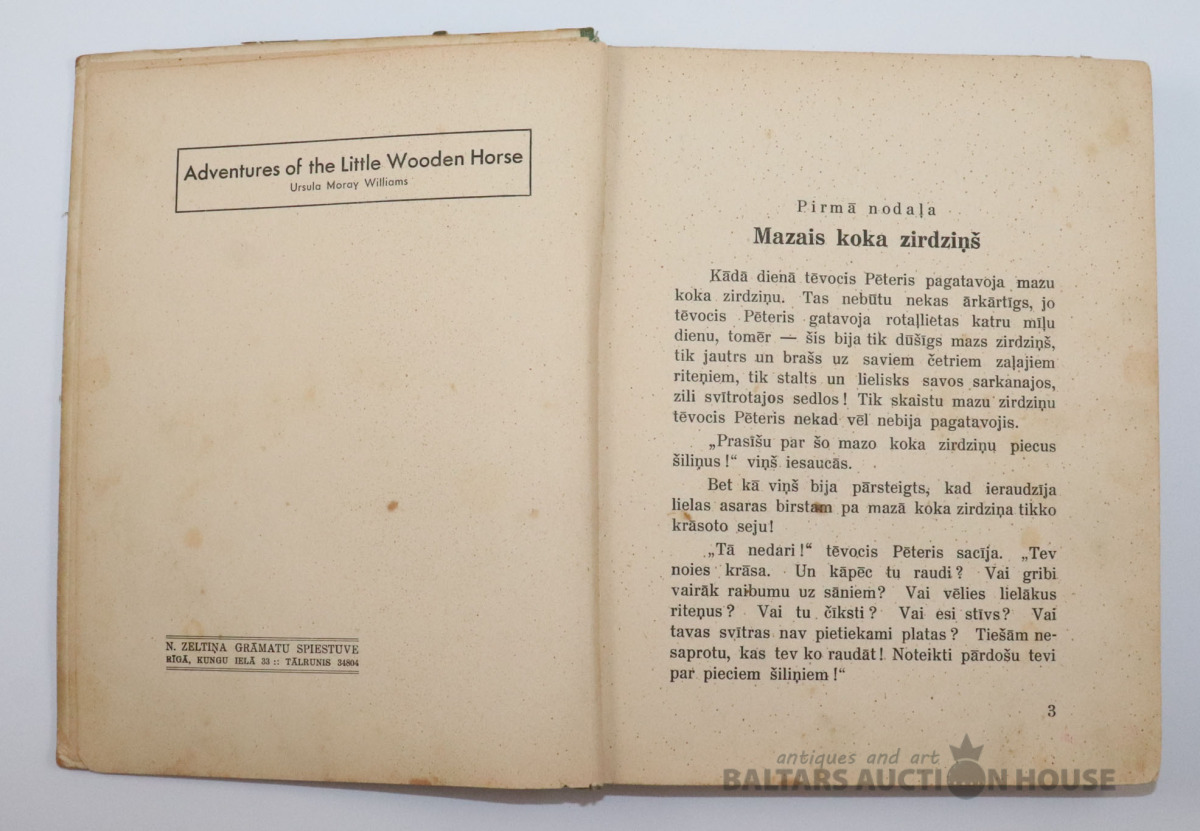 Adventures of the Little Wooden Horse
Ursula Moray Williams
N. ZELTIŅA GRĀMATU SPIESTUVE
RĪGĀ, KUNGU IELĀ 33 :: TĀLRUNIS 34804
Pirmā nodaļa
Mazais koka zirdziņš
Kādā dienā tēvocis Pēteris pagatavoja mazu
koka zirdziņu. Tas nebūtu nekas ārkārtīgs, jo
tēvocis Pēteris gatavoja rotaļlietas katru mīļu
dienu, tomēr — šis bija tik dūšīgs mazs zirdziņš,
tik jautrs un brašs uz saviem četriem zaļajiem
riteņiem, tik stalts un lielisks savos sarkanajos,
zili svītrotajos sedlos! Tik skaistu mazu zirdziņu
tēvocis Pēteris nekad vēl nebija pagatavojis.
„Prasīšu par šo mazo koka zirdziņu piecus
šiliņus!“ viņš iesaucās.
Bet kā viņš bija pārsteigts, kad ieraudzīja
lielas asaras birstam pa mazā koka zirdziņa tikko
krāsoto seju!
„Tā nedari!“ tēvocis Pēteris sacīja. „Tev
noies krāsa. Un kāpēc tu raudi? Vai gribi
vairāk raibumu uz sāniem? Vai vēlies lielākus
riteņus? Vai tu čīksti? Vai esi stīvs? Vai
tavas svītras nav pietiekami platas? Tiešām ne-
saprotu, kas tev ko raudāt! Noteikti pārdošu tevi
par pieciem šiliņiem!“
3
antiques and art
BALTARS AUCTION HOUSE